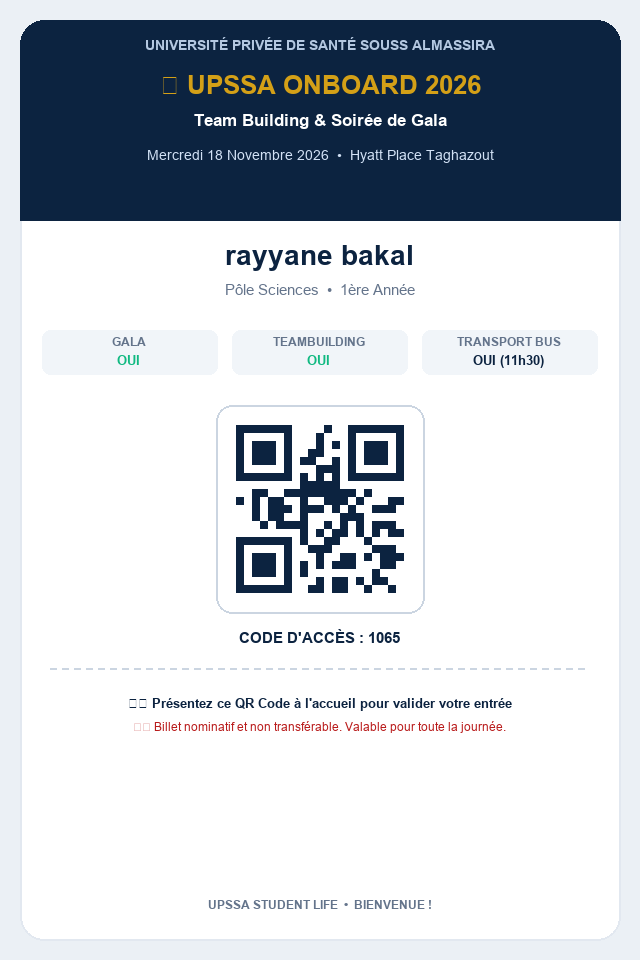 UNIVERSITÉ PRIVÉE DE SANTÉ SOUSS ALMASSIRA
UPSSA ONBOARD 2026
Team Building & Soirée de Gala
Mercredi 18 Novembre 2026 • Hyatt Place Taghazout
rayyane bakal
Pôle Sciences • 1ère Année
GALA
OUI
TEAMBUILDING
OUI
TRANSPORT BUS
OUI (11h30)
CODE D'ACCÈS : 1065
Présentez ce QR Code à l'accueil pour valider votre entrée
Billet nominatif et non transférable. Valable pour toute la journée.
UPSSA STUDENT LIFE • BIENVENUE !